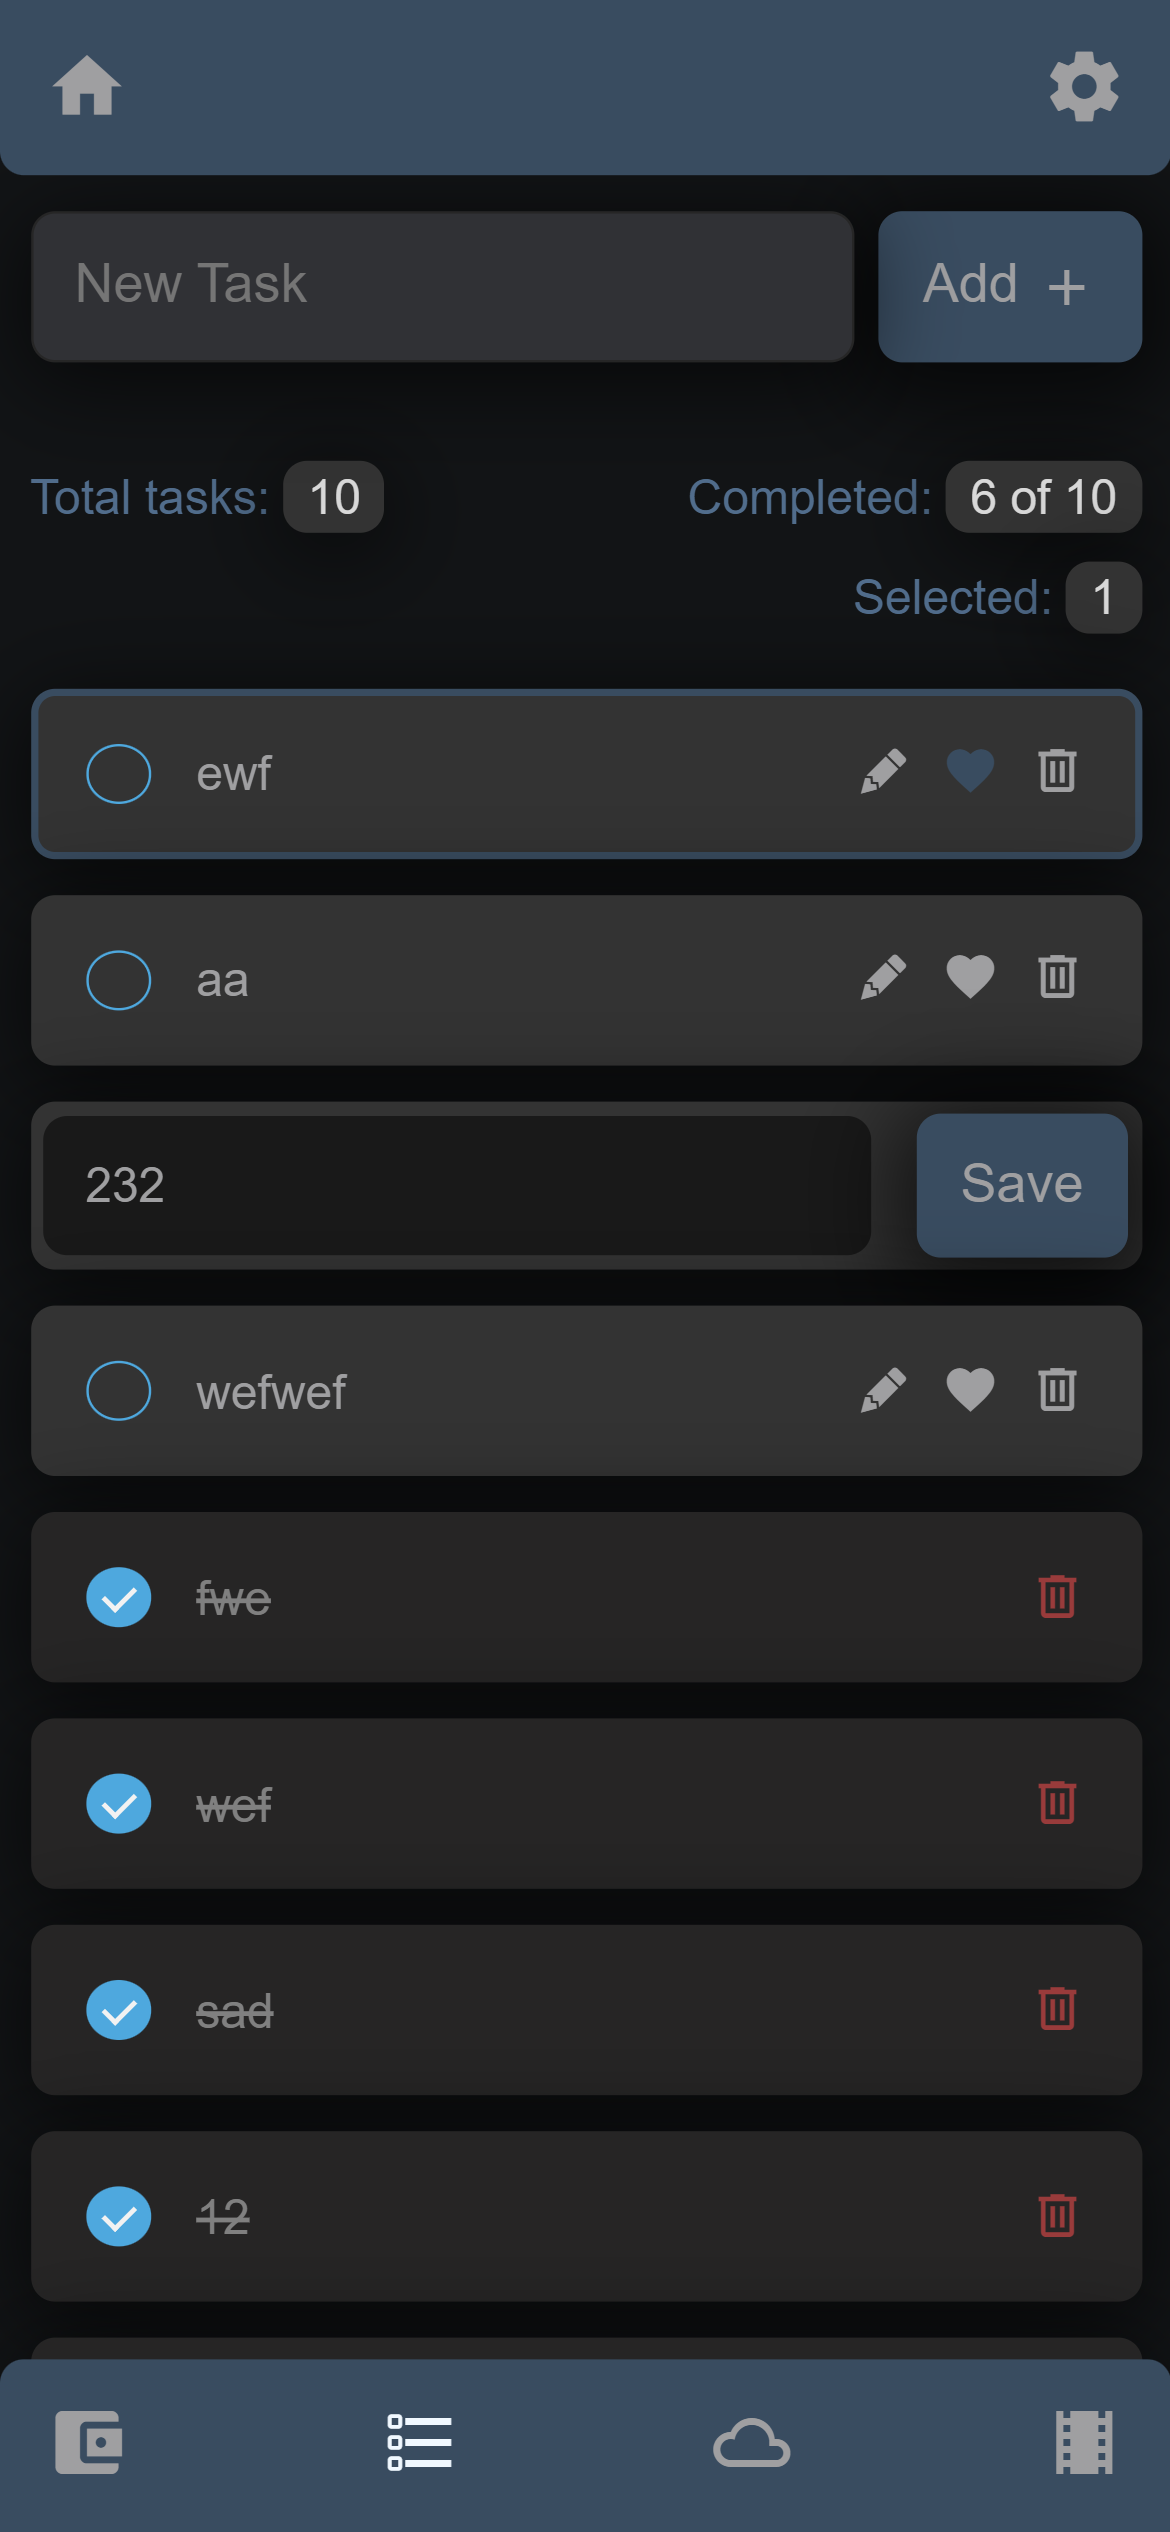 New Task
Add +
Total tasks: 10
Completed: 6 of 10
Selected: 1
ewf
aa
232
Save
wefwef
fwe
wef
sad
12